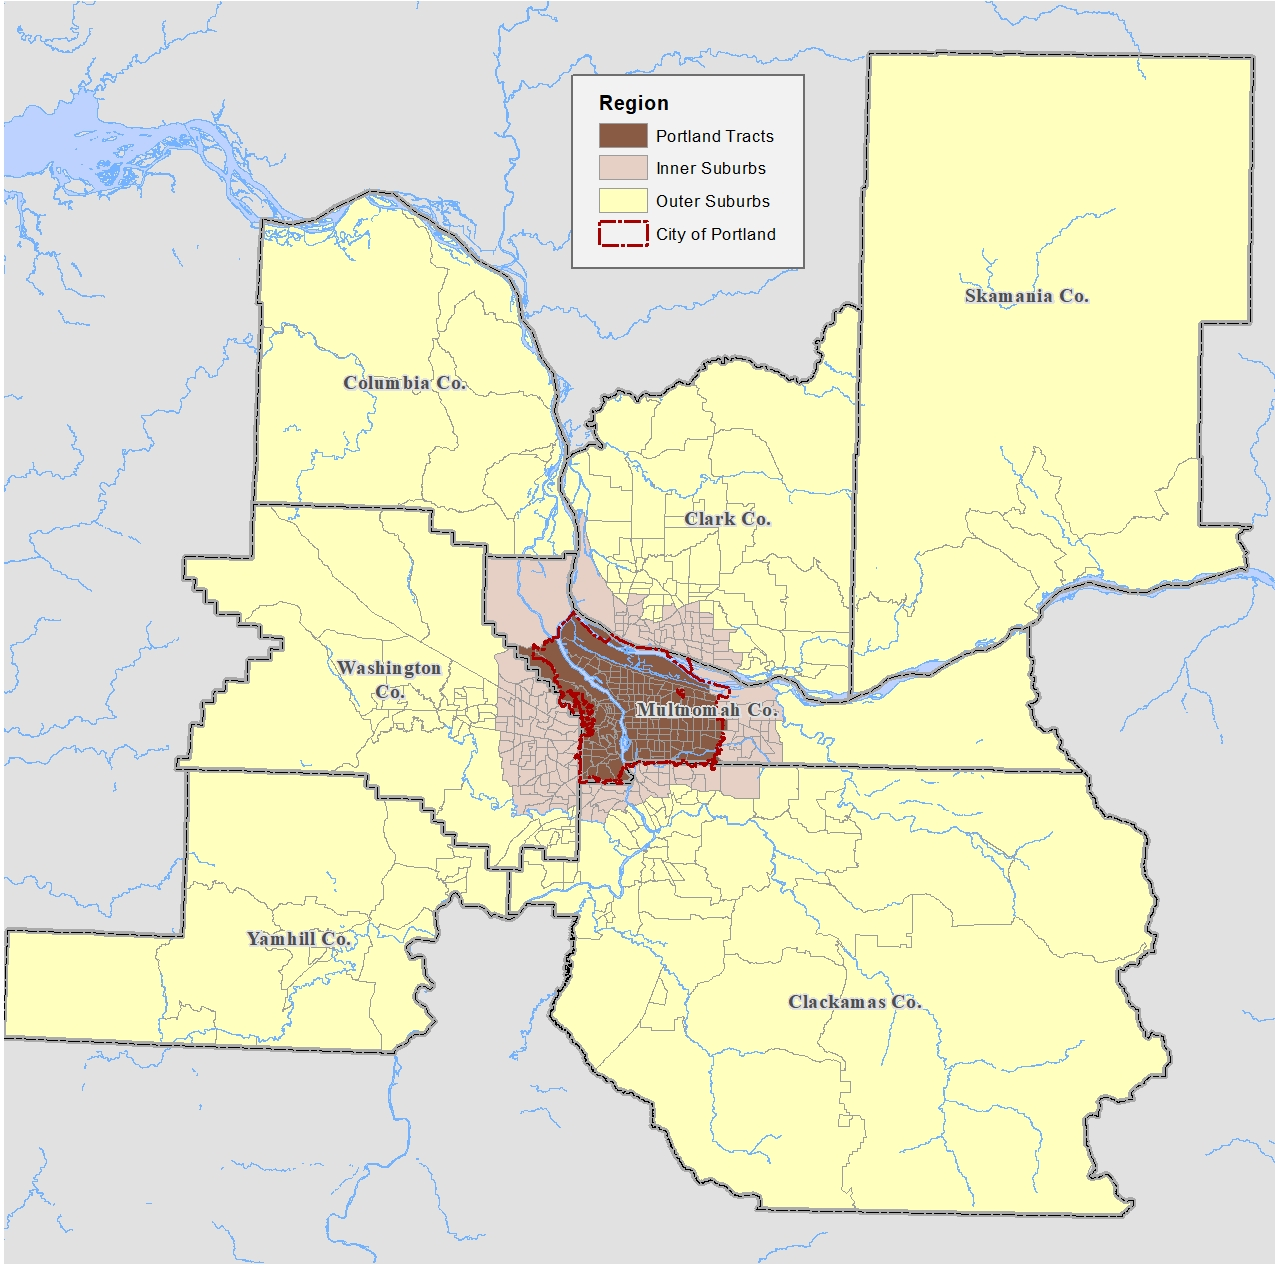 Region
Portland Tracts
Inner Suburbs
Outer Suburbs
City of Portland
Skamania Co.
Columbia Co.
Clark Co.
Washington
Co.
Multnomah Co.
Yamhill Co.
Clackamas Co.